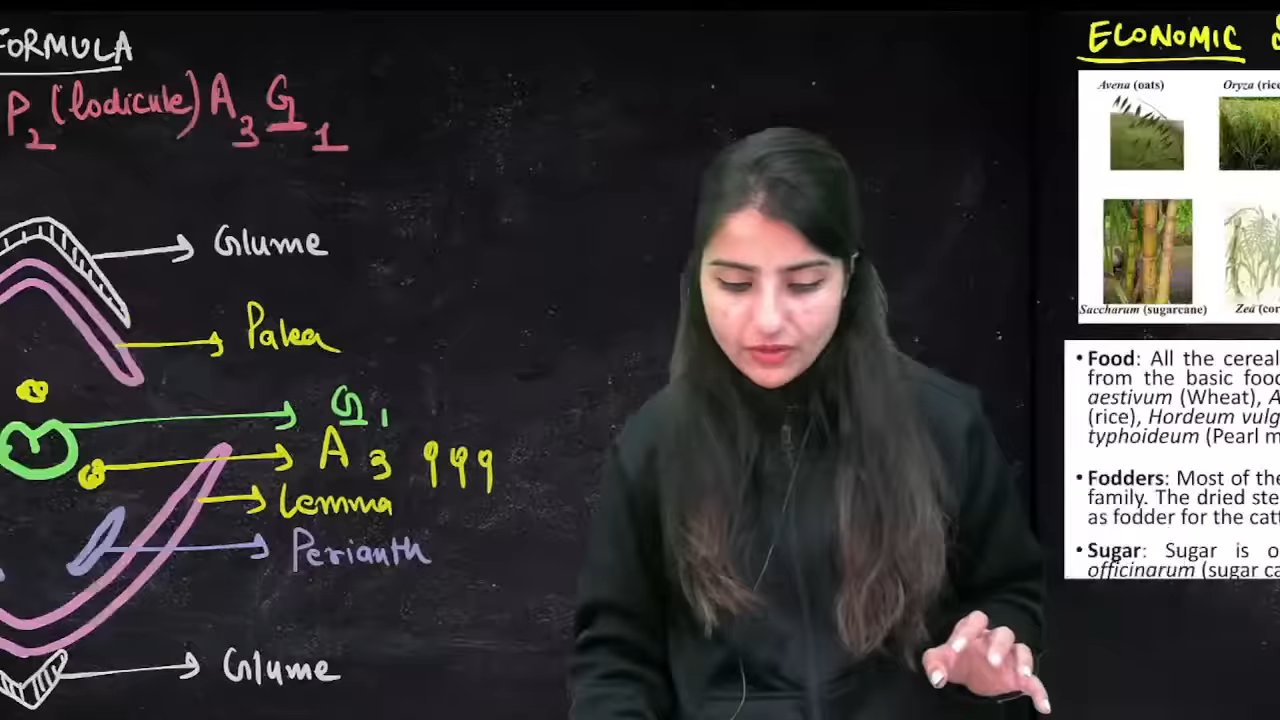 FORMULA
P2 (lodicule) A3 G1
Glume
Palea
G1
A3
Lemma
Perianth
Glume
ECONOMIC
Avena (oats)
Oryza (rice
Saccharum (sugarcane)
Zea (cor
• Food: All the cereal
from the basic food
aestivum (Wheat), A
(rice), Hordeum vulg
typhoideum (Pearl m
• Fodders: Most of the
family. The dried ste
as fodder for the catt
• Sugar: Sugar is o
officinarum (sugar ca